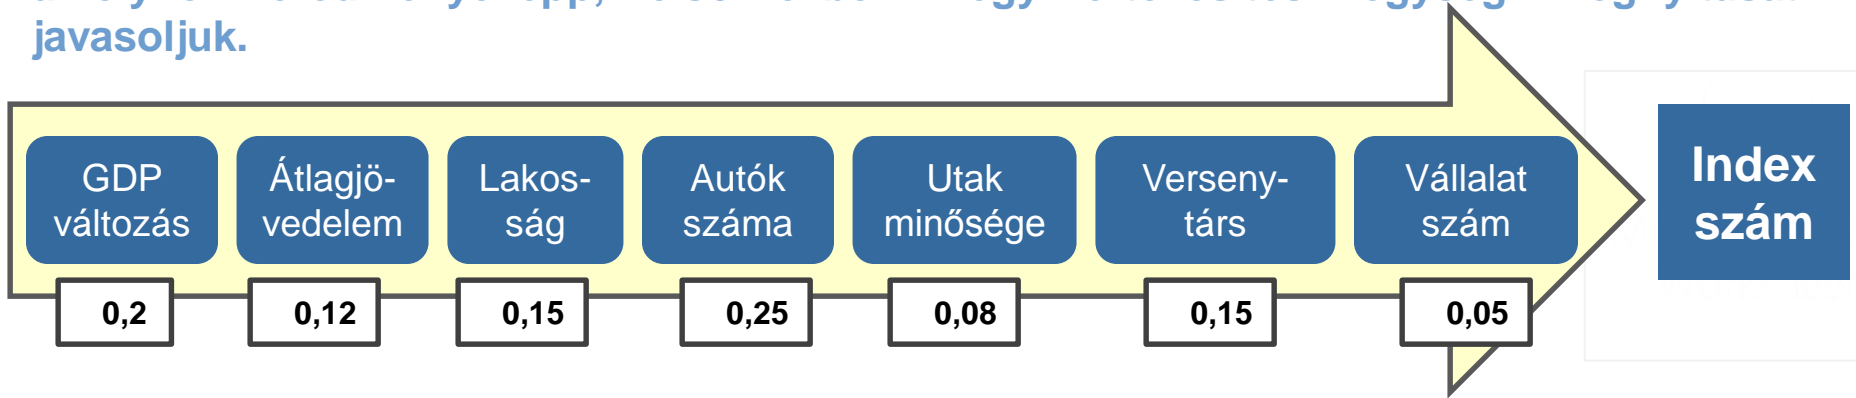 javasoljuk.
GDP
változás
Átlagjö-
vedelem
Lakos-
ság
Autók
száma
Utak
minősége
Verseny-
társ
Vállalat
szám
Index
szám
0,2
0,12
0,15
0,25
0,08
0,15
0,05